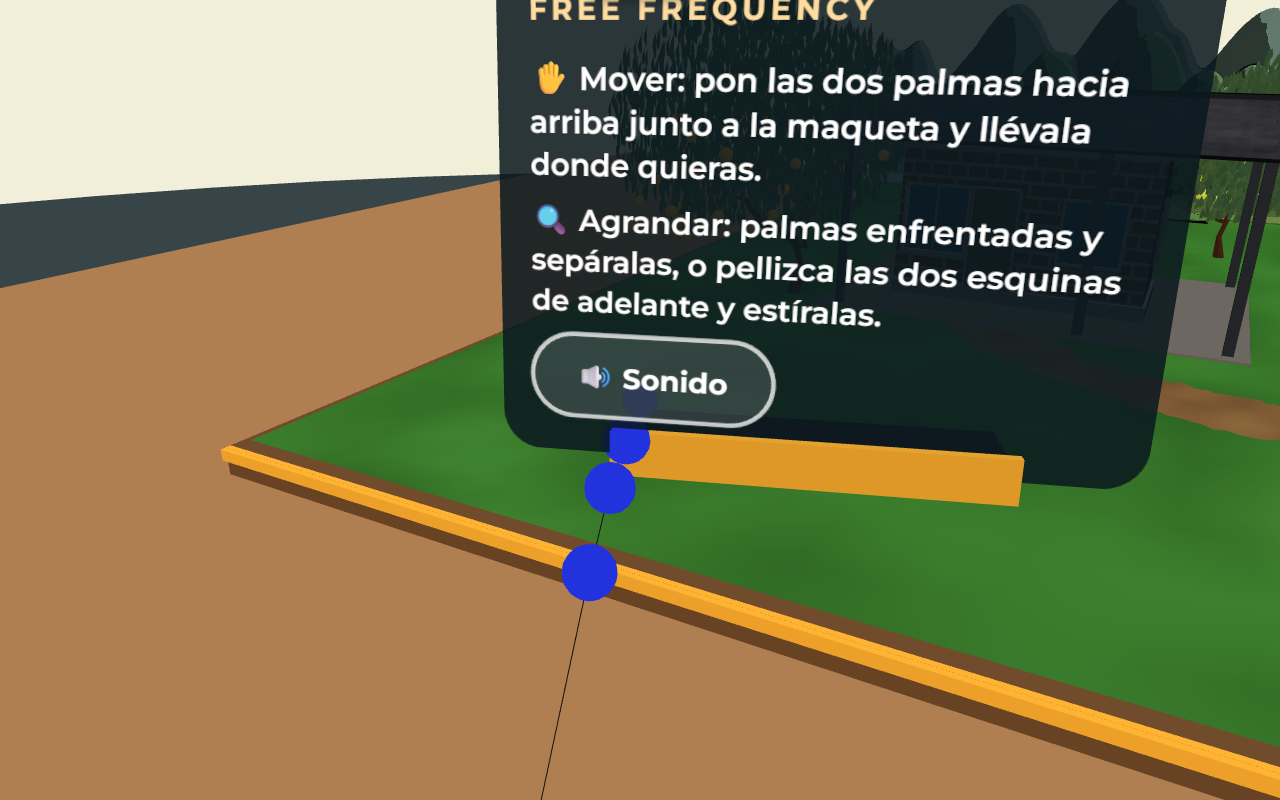 FREE FREQUENCY
🖐 Mover: pon las dos palmas hacia
arriba junto a la maqueta y llévala
donde quieras.
🔍 Agrandar: palmas enfrentadas y
sepáralas, o pellizca las dos esquinas
de adelante y estíralas.
🔊 Sonido